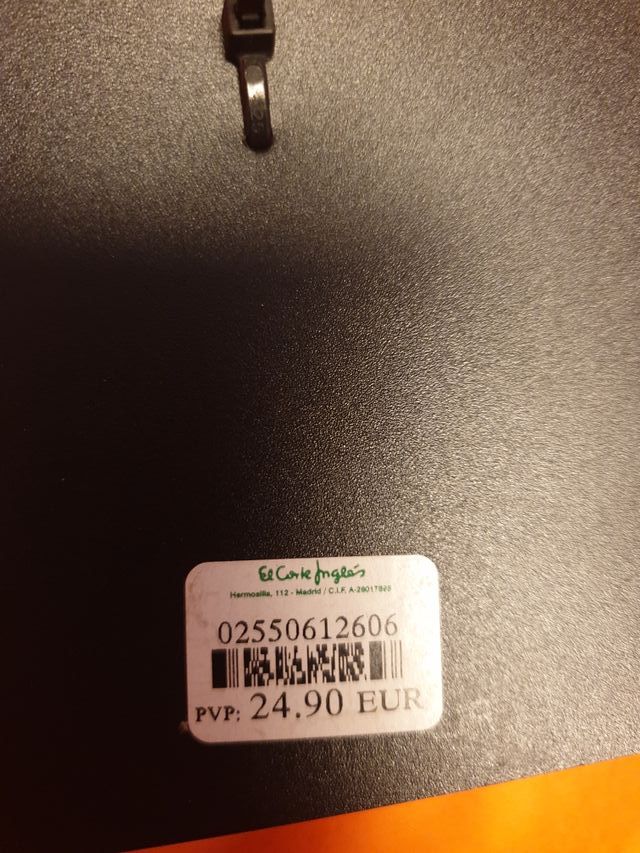 El Corte Inglés
Hermosilla, 112 - Madrid / C.I.F. A-28017895
02550612606
PVP: 24.90 EUR